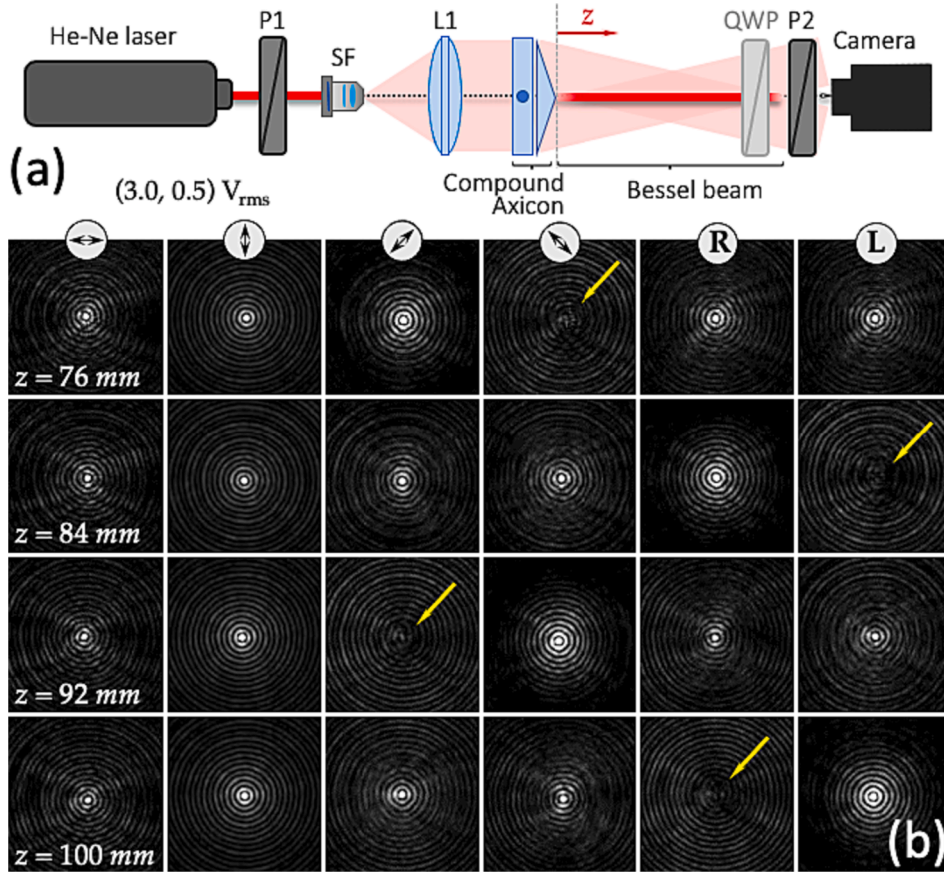 P1
L1
z
QWP
P2
He-Ne laser
SF
Camera
(a)
Compound
Axicon
Bessel beam
(3.0, 0.5) Vrms
R
L
z = 76 mm
z = 84 mm
z = 92 mm
z = 100 mm
(b)